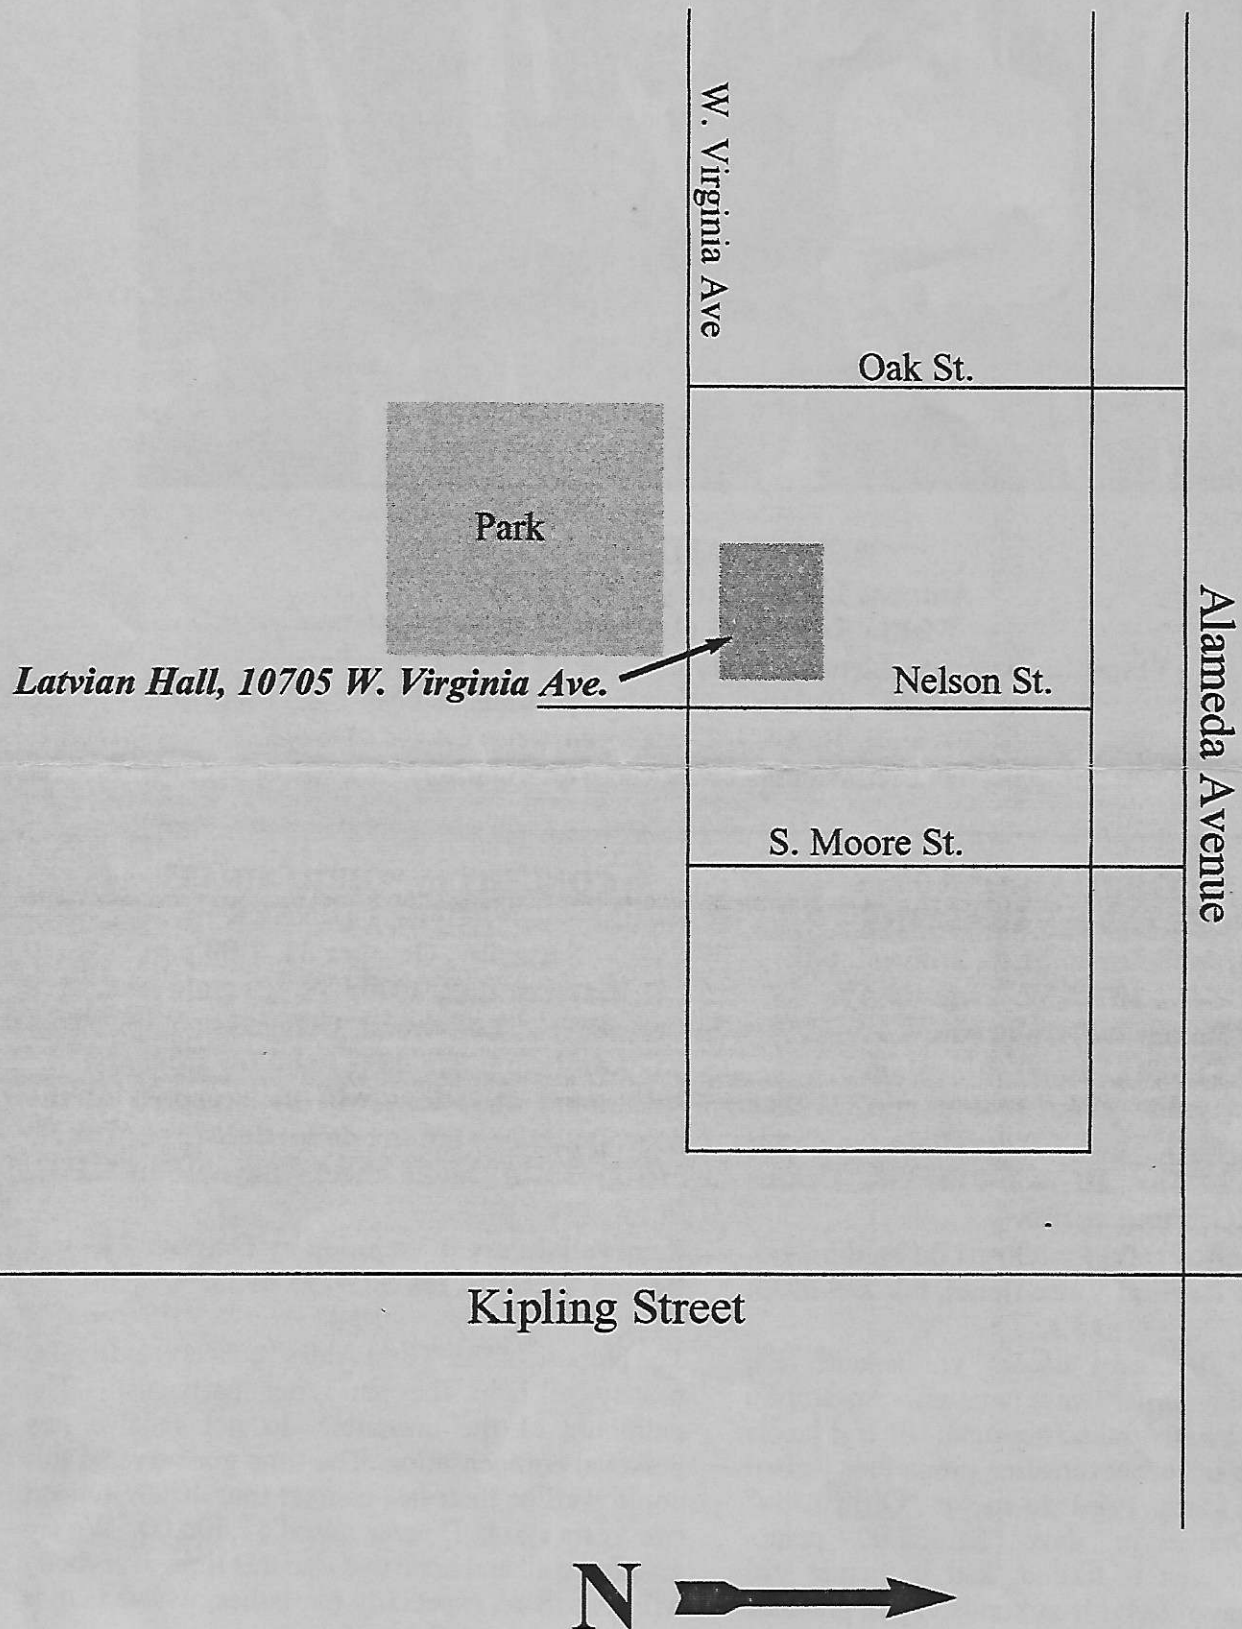 W. Virginia Ave
Oak St.
Park
Latvian Hall, 10705 W. Virginia Ave.
Nelson St.
Alameda Avenue
S. Moore St.
Kipling Street
N